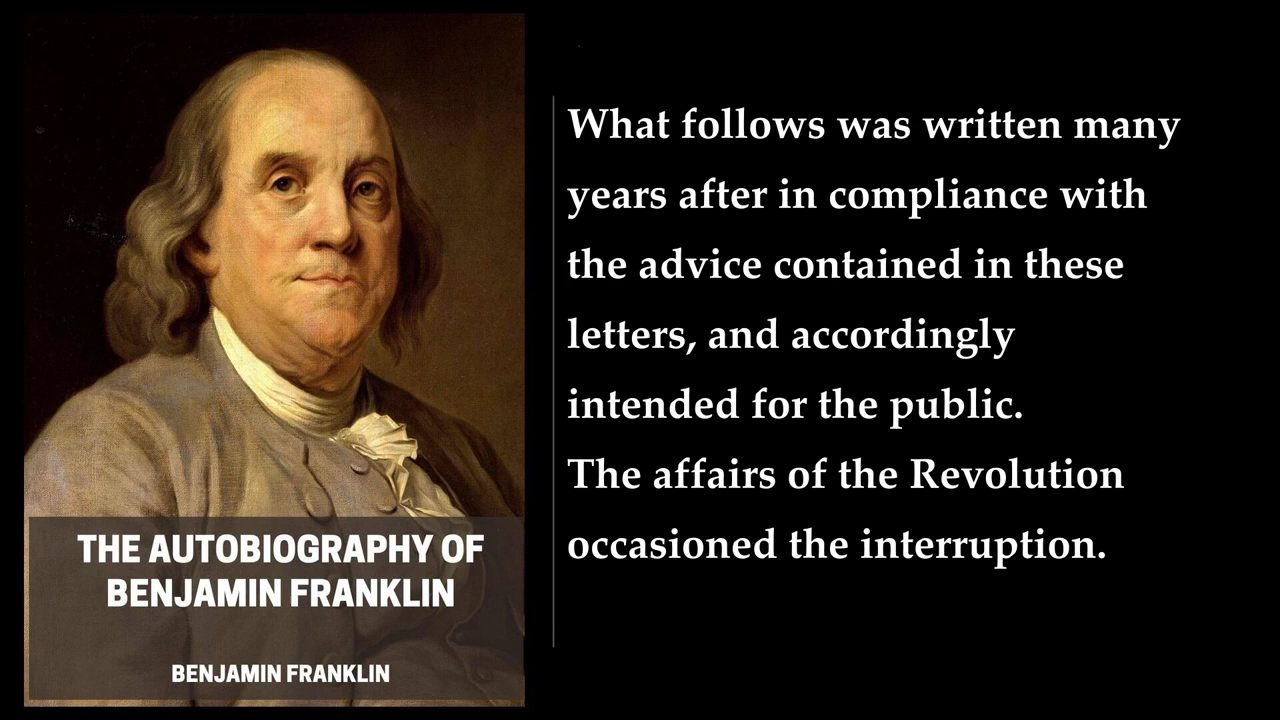 THE AUTOBIOGRAPHY OF
BENJAMIN FRANKLIN
BENJAMIN FRANKLIN
What follows was written many
years after in compliance with
the advice contained in these
letters, and accordingly
intended for the public.
The affairs of the Revolution
occasioned the interruption.